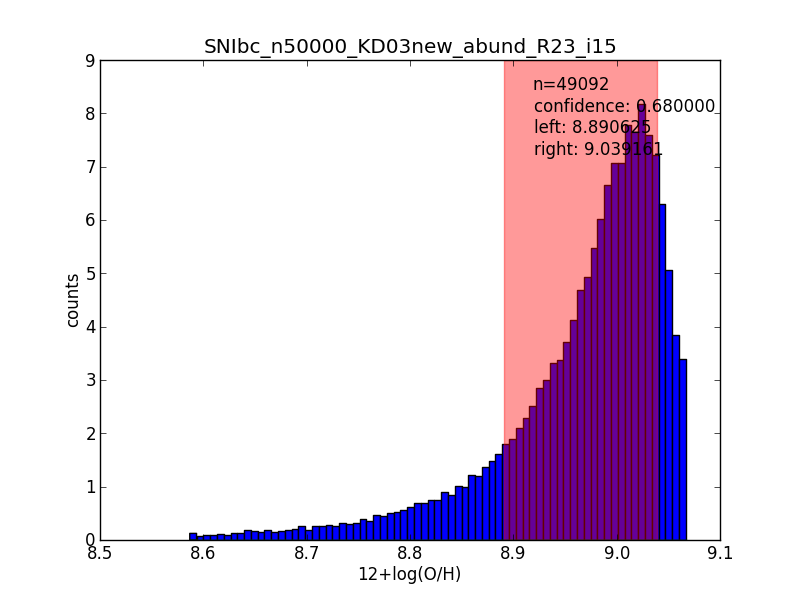 SNIbc_n50000_KD03new_abund_R23_i15
9
8
7
6
5
4
3
2
1
0
counts
n=49092
confidence: 0.680000
left: 8.890625
right: 9.039161
8.5 8.6 8.7 8.8 8.9 9.0 9.1
12+log(O/H)